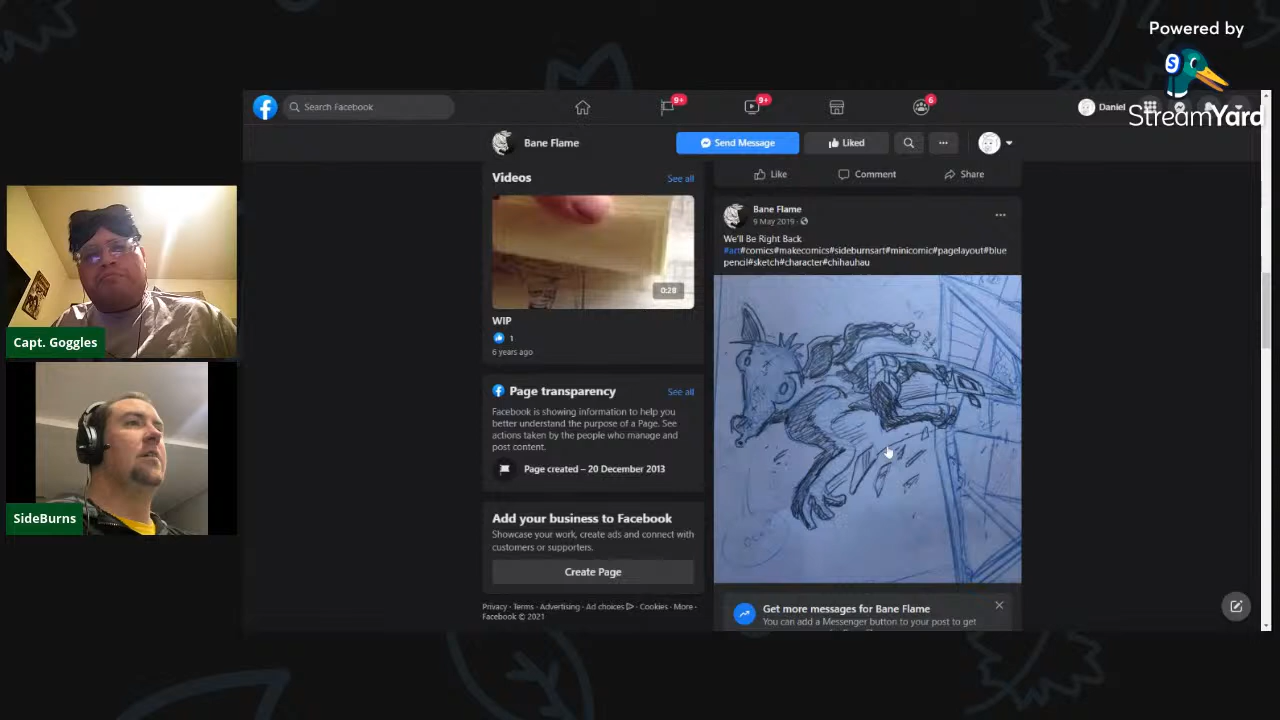 Powered by
StreamYard
Search Facebook
9+
9+
6
Daniel
Bane Flame
Send Message
Liked
Videos
See all
0:28
WIP
1
6 years ago
Page transparency
See all
Facebook is showing information to help you
better understand the purpose of a Page. See
actions taken by the people who manage and
post content.
Page created – 20 December 2013
Add your business to Facebook
Showcase your work, create ads and connect with
customers or supporters.
Create Page
Privacy · Terms · Advertising · Ad choices · Cookies · More ·
Facebook © 2021
Like
Comment
Share
Bane Flame
9 May 2019 ·
We'll Be Right Back
#art#comics#makecomics#sideburnsart#minicomic#pagelayout#blue
pencil#sketch#character#chihauhau
Get more messages for Bane Flame
You can add a Messenger button to your post to get
Capt. Goggles
SideBurns